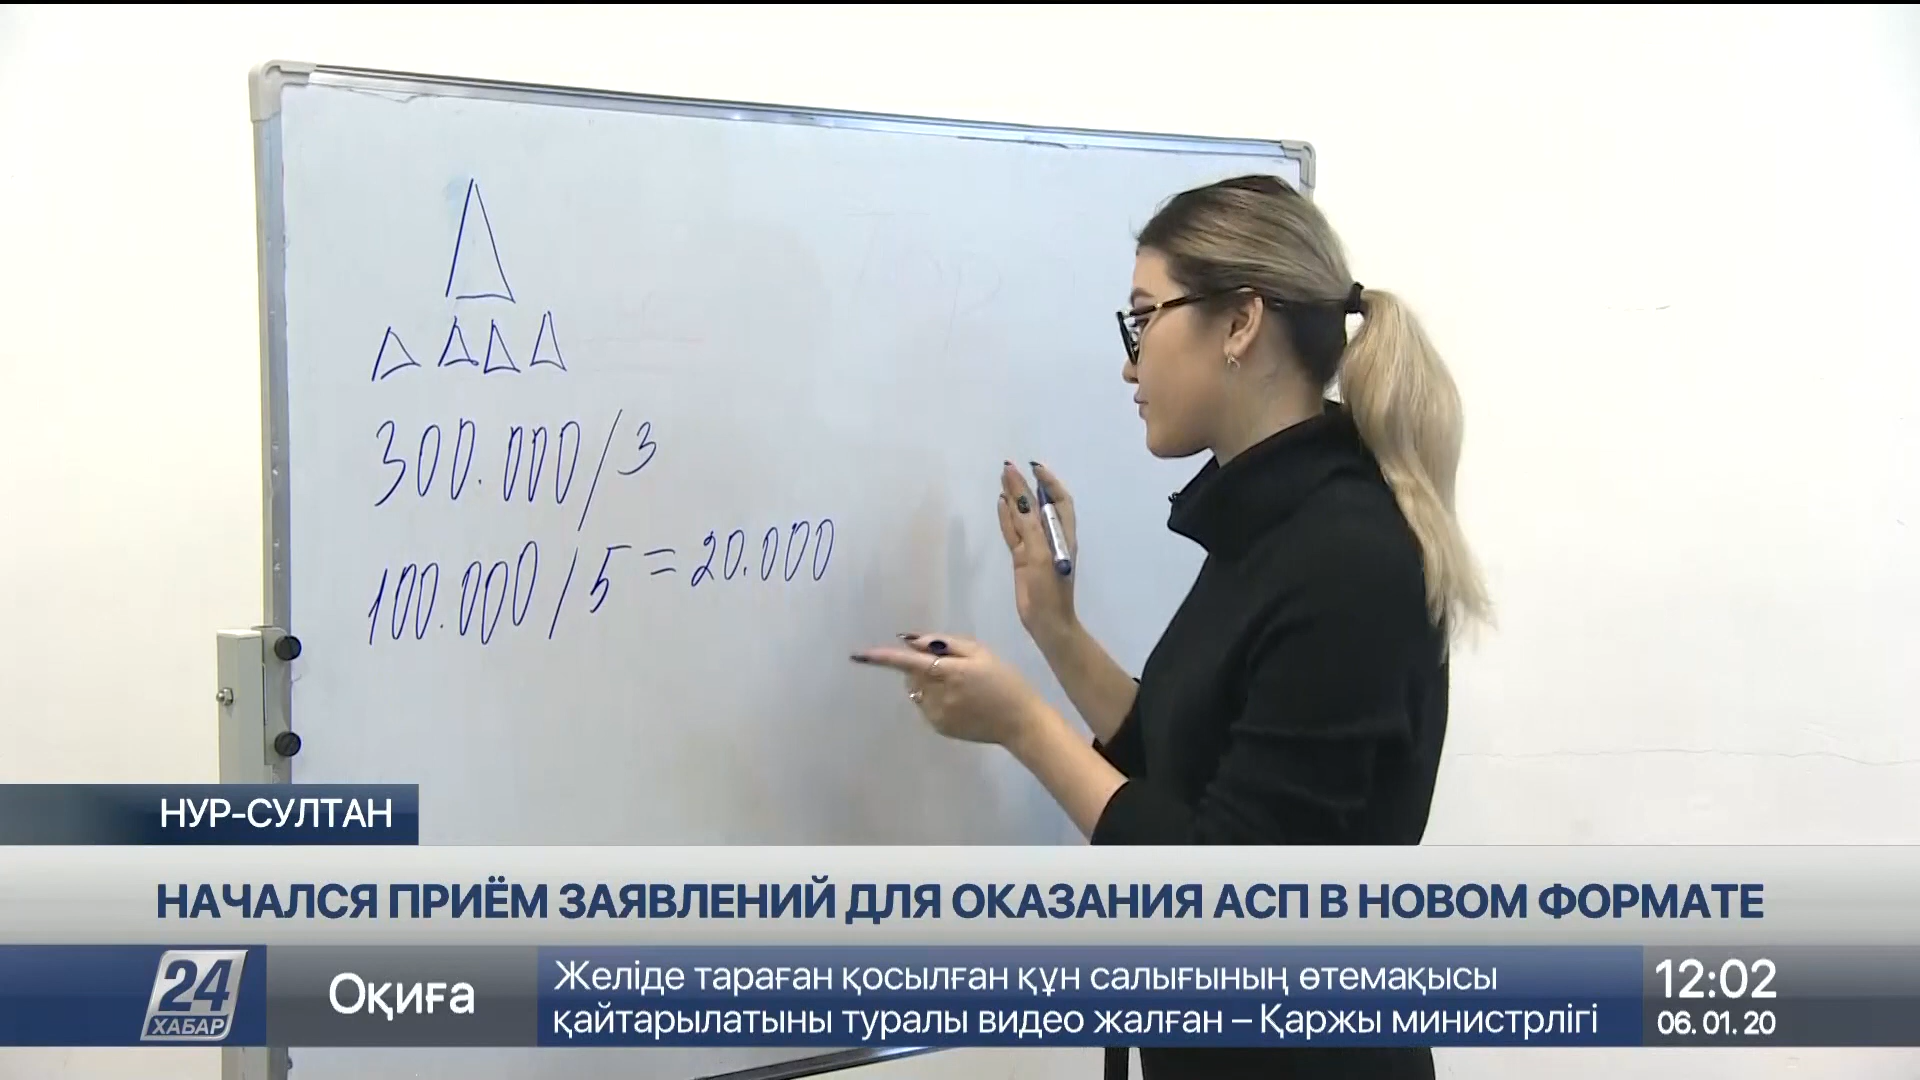 300.000/3
100.000/5=20.000
НУР-СУЛТАН
НАЧАЛСЯ ПРИЁМ ЗАЯВЛЕНИЙ ДЛЯ ОКАЗАНИЯ АСП В НОВОМ ФОРМАТЕ
24
ХАБАР
Оқиға
Желіде тараған қосылған құн салығының өтемақысы
қайтарылатыны туралы видео жалған – Қаржы министрлігі
12:02
06.01.20